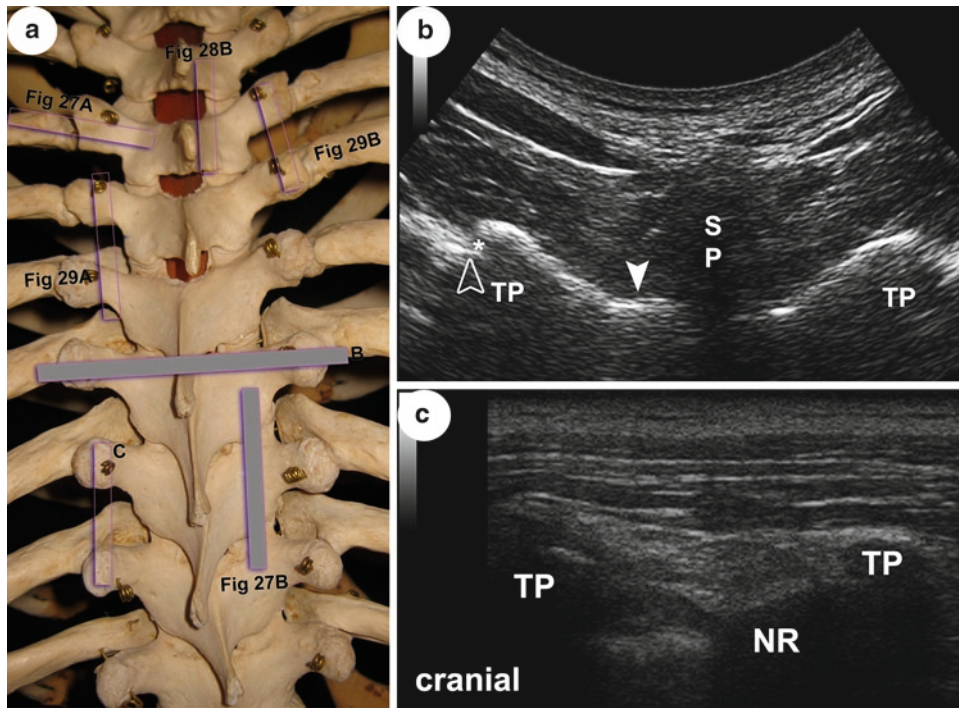 a
Fig 28B
Fig 27A
Fig 29B
Fig 29A
B
C
Fig 27B
b
S
P
*
TP
TP
c
TP
TP
NR
cranial